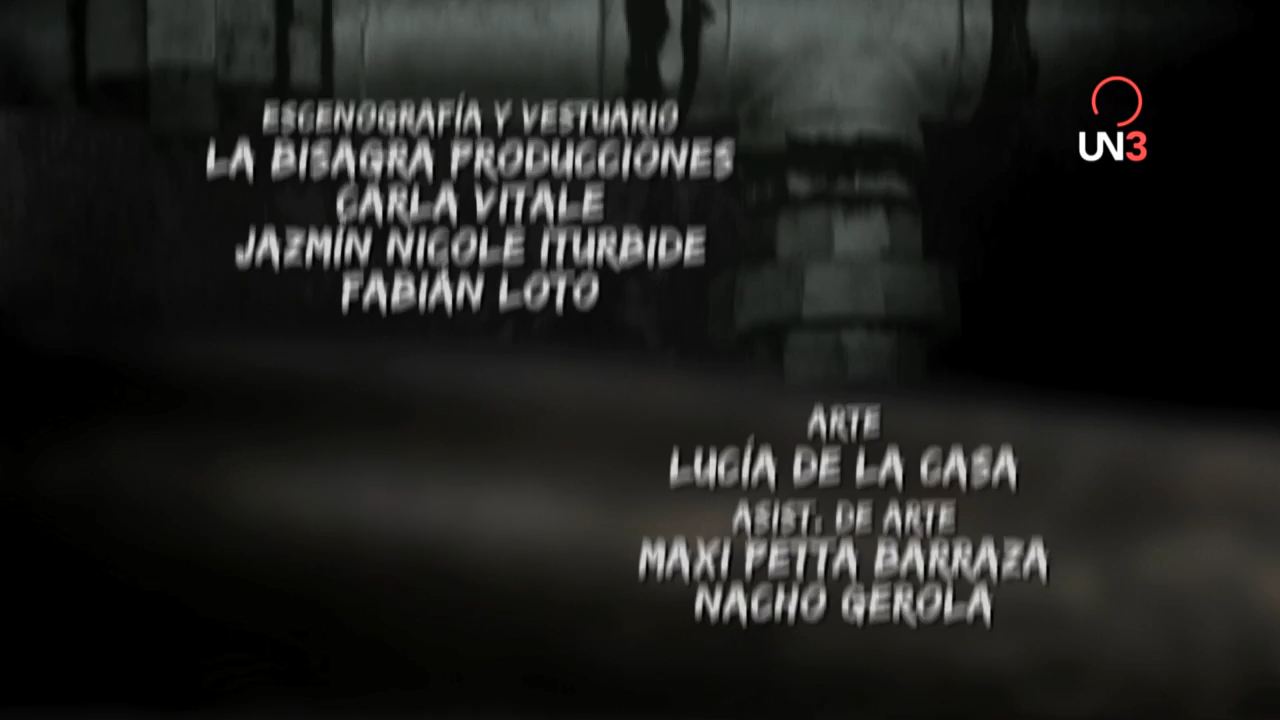 ESCENOGRAFÍA Y VESTUARIO
LA BISAGRA PRODUCCIONES
CARLA VITALE
JAZMÍN NICOLE ITURBIDE
FABIÁN LOTO
UN3
ARTE
LUCÍA DE LA CASA
ASIST. DE ARTE
MAXI PETTA BARRAZA
NACHO GEROLA